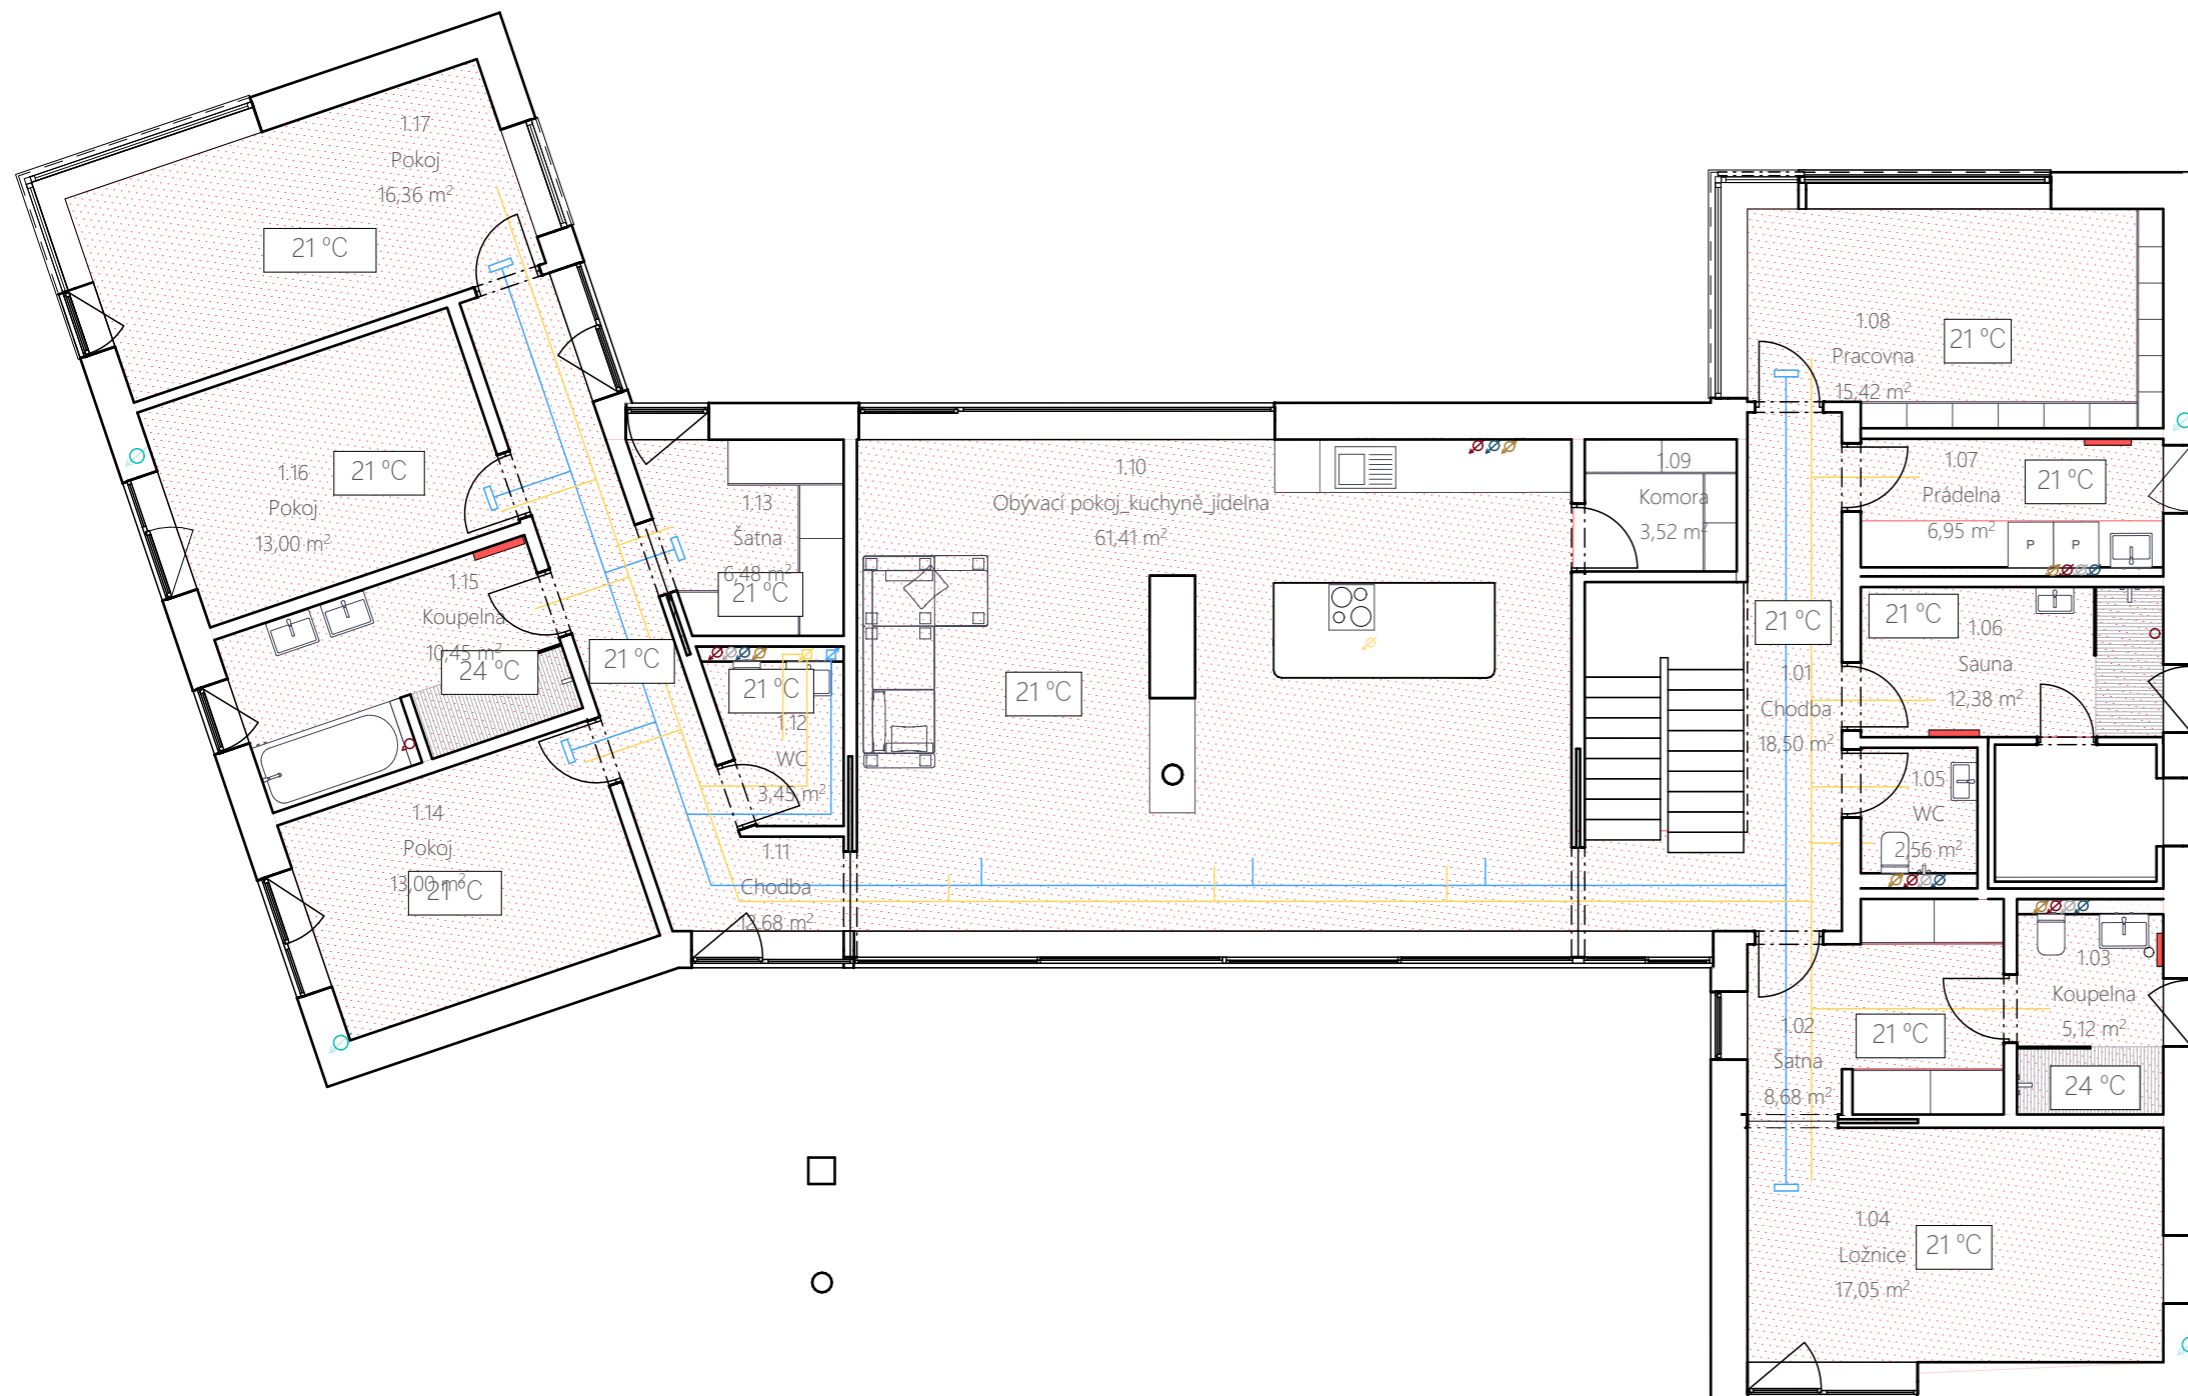 1.17
Pokoj
16,36 m²
21 °C
1.16
Pokoj
13,00 m²
21 °C
1.15
Koupelna
10,45 m²
24 °C
1.14
Pokoj
13,00 m²
21 °C
1.13
Šatna
6,48 m²
21 °C
21 °C
21 °C
1.12
WC
3,45 m²
1.11
Chodba
12,68 m²
1.10
Obývací pokoj_kuchyně_jídelna
61,41 m²
21 °C
1.09
Komora
3,52 m²
1.08
Pracovna
15,42 m²
21 °C
1.07
Prádelna
6,95 m²
21 °C
P
P
21 °C
1.06
Sauna
12,38 m²
21 °C
1.01
Chodba
18,50 m²
1.05
WC
2,56 m²
1.03
Koupelna
5,12 m²
24 °C
1.02
Šatna
8,68 m²
21 °C
1.04
Ložnice
17,05 m²
21 °C